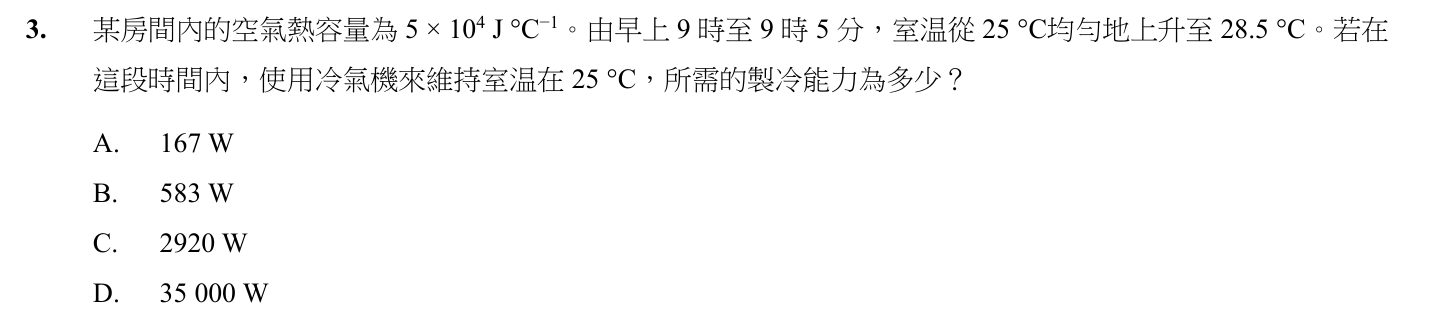 3. 某房間內的空氣熱容量為 5 × 10⁴ J °C⁻¹。由早上 9 時至 9 時 5 分，室温從 25 °C均勻地上升至 28.5 °C。若在
這段時間內，使用冷氣機來維持室温在 25 °C，所需的製冷能力為多少？
A. 167 W
B. 583 W
C. 2920 W
D. 35 000 W